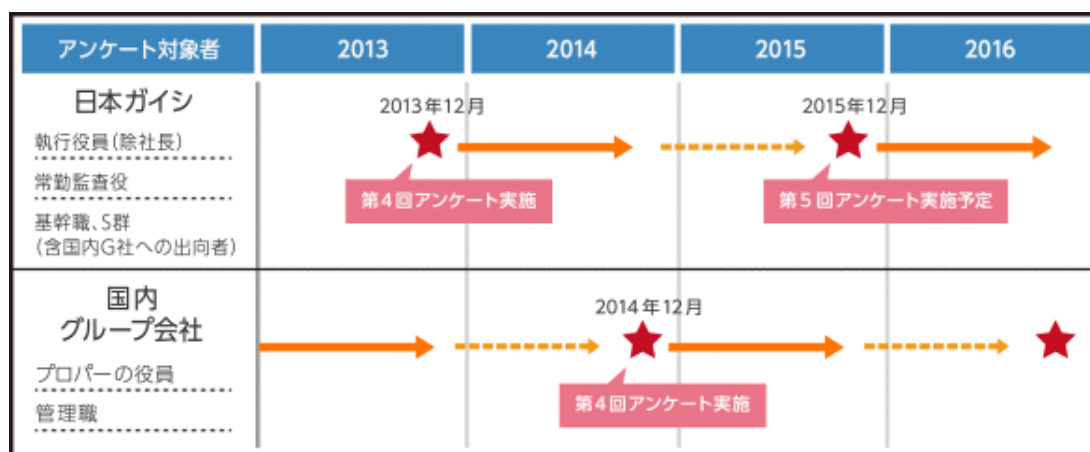 アンケート対象者 2013 2014 2015 2016
日本ガイシ
執行役員(除社長)
常勤監査役
基幹職、S群
(含国内G社への出向者)
2013年12月
第4回アンケート実施
2015年12月
第5回アンケート実施予定
国内
グループ会社
プロパーの役員
管理職
2014年12月
第4回アンケート実施